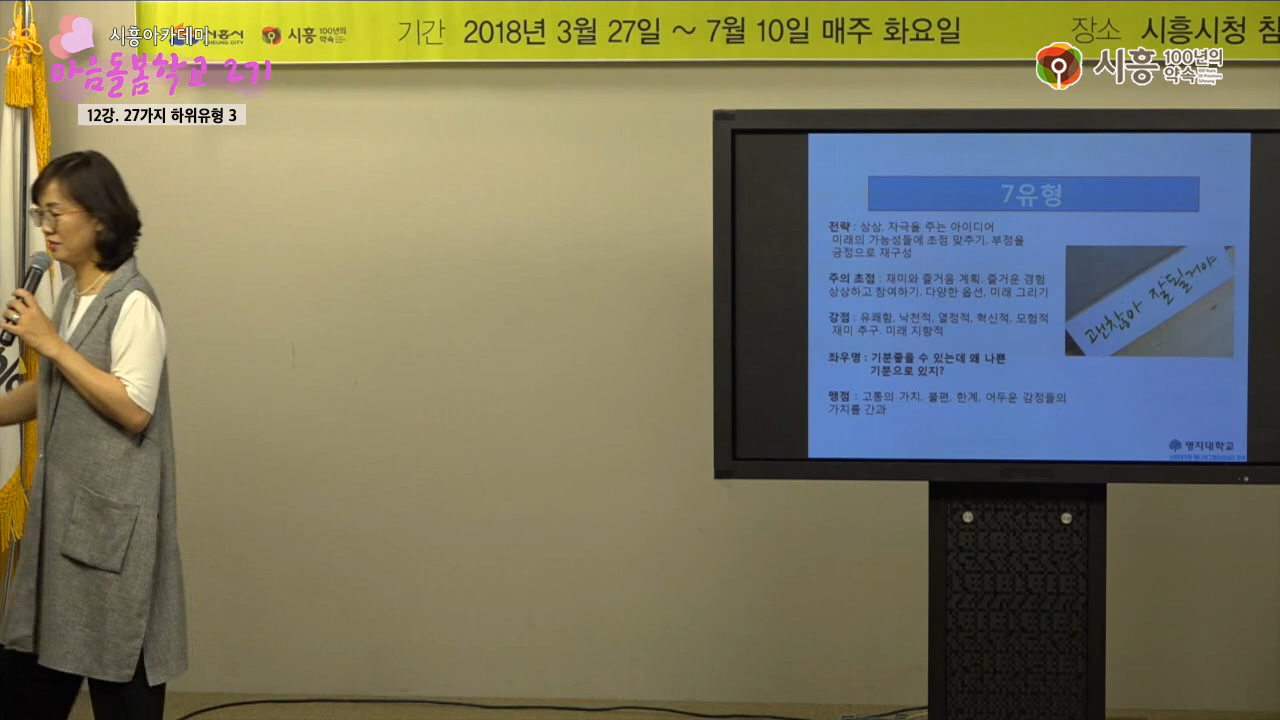 기간 2018년 3월 27일 ~ 7월 10일 매주 화요일
장소 시흥시청 참
시흥아카데미
마음돌봄학교 2기
12강. 27가지 하위유형 3
시흥 100년의 약속
시흥 100년의 약속
7유형
전략 : 상상, 자극을 주는 아이디어
미래의 가능성들에 초점 맞추기. 부정을
긍정으로 재구성
주의 초점 : 재미와 즐거움 계획. 즐거운 경험
상상하고 참여하기. 다양한 옵션, 미래 그리기
강점 : 유쾌함, 낙천적, 열정적, 혁신적, 모험적
재미 추구. 미래 지향적
좌우명 : 기분좋을 수 있는데 왜 나쁜
기분으로 있지?
맹점 : 고통의 가치. 불편, 한계, 어두운 감정들의
가치를 간과
괜찮아 잘될거야
명지대학교